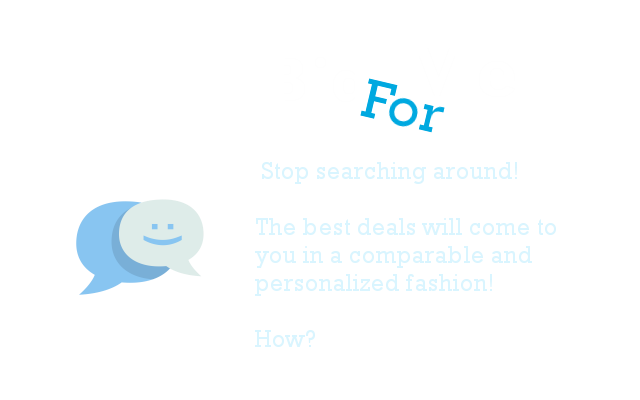 For
Stop searching around!
The best deals will come to
you in a comparable and
personalized fashion!
How?